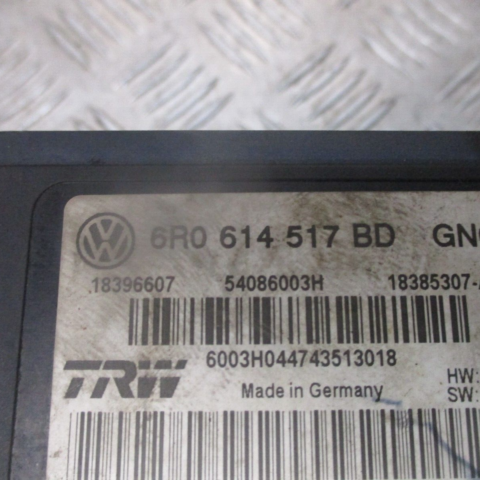 6R0 614 517 BD
18396607 54086003H 18385307-
6003H044743513018
TRW
Made in Germany
HW:
SW: